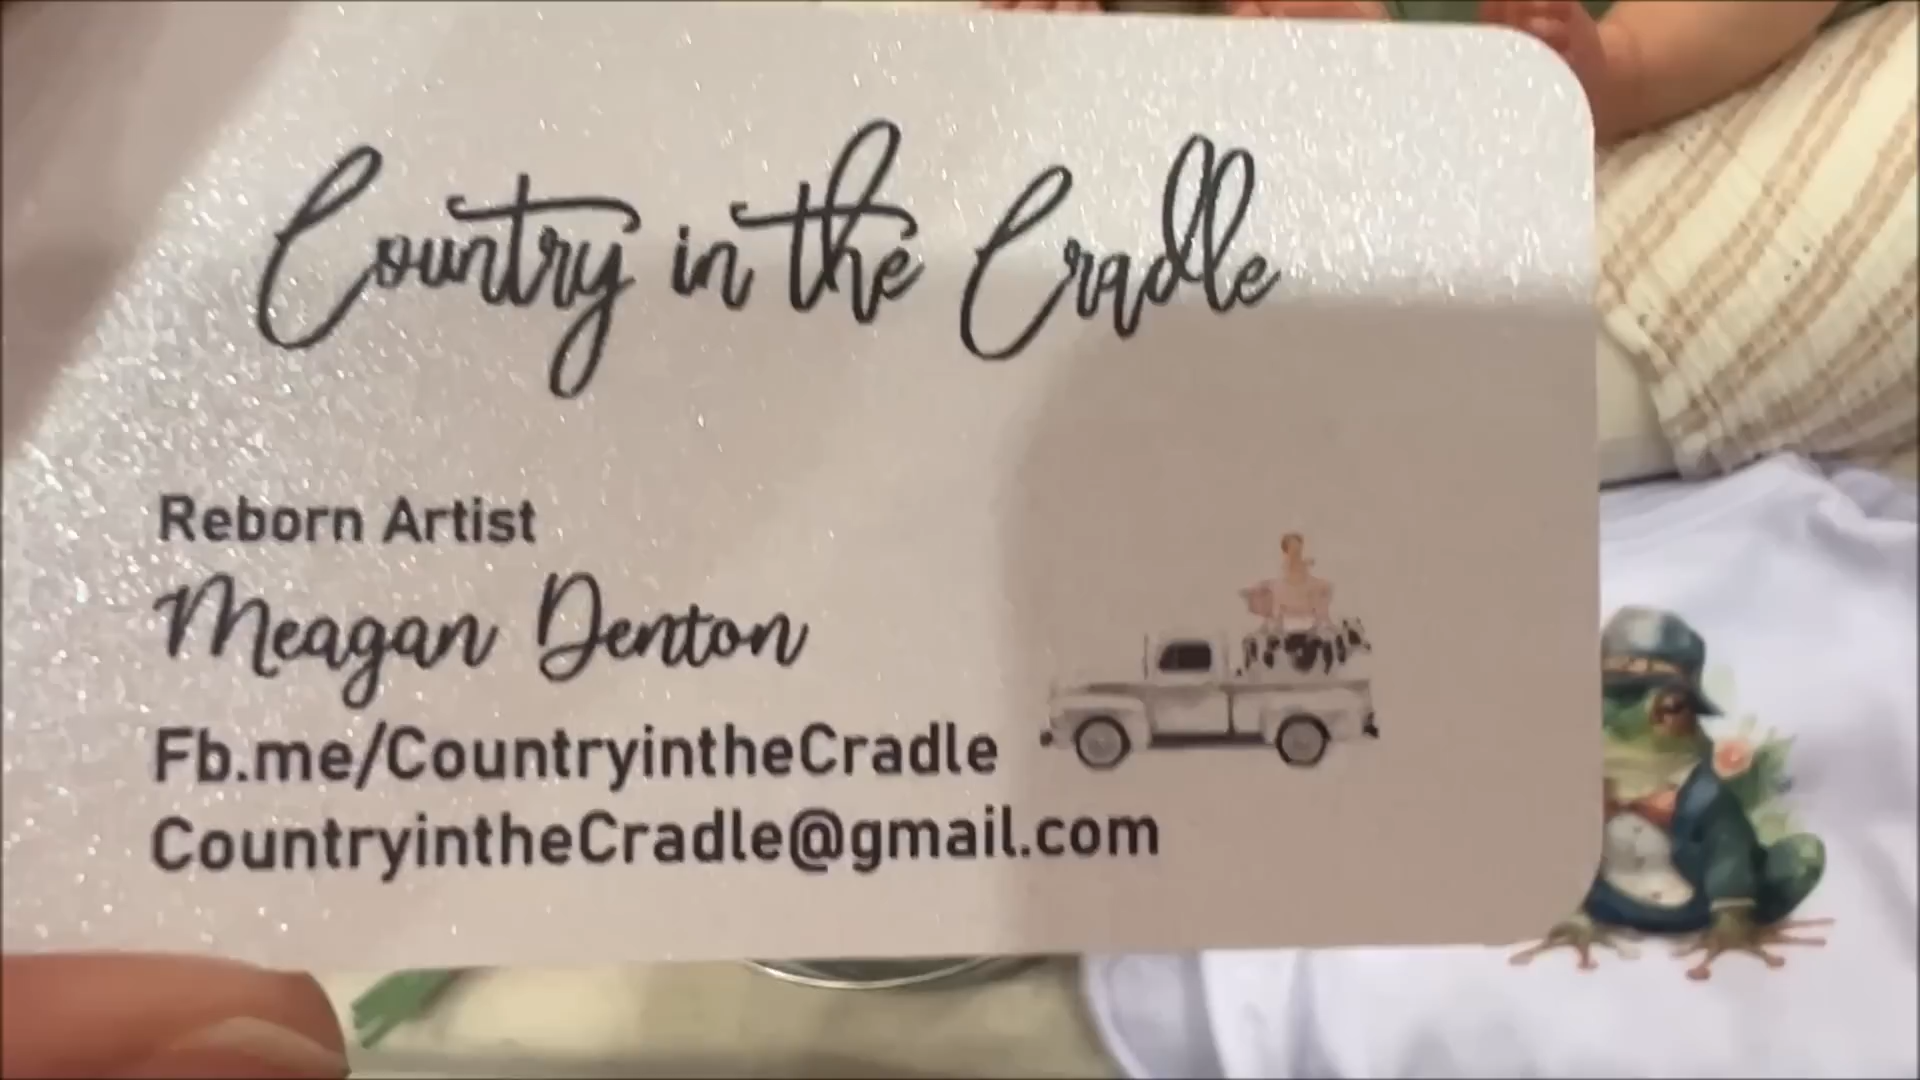 Country in the Cradle
Reborn Artist
Meagan Denton
Fb.me/CountryintheCradle
CountryintheCradle@gmail.com